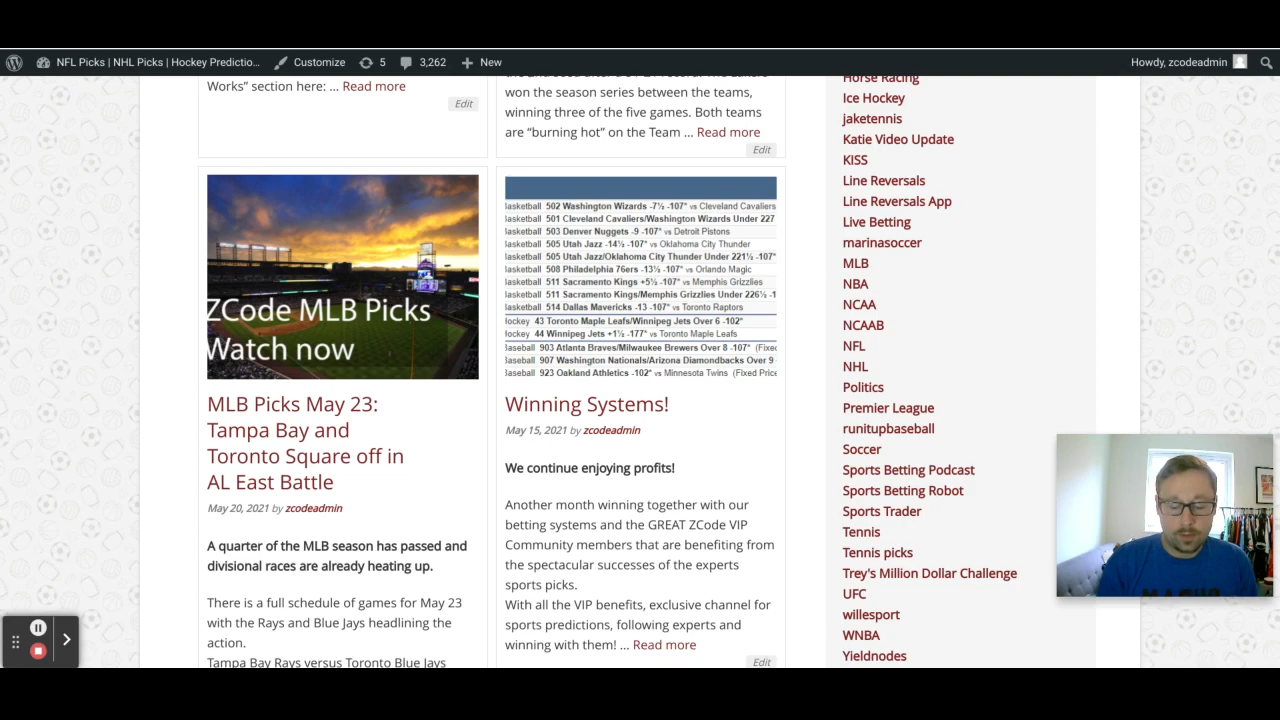 NFL Picks | NHL Picks | Hockey Predictio...
Customize
5
3,262
New
Howdy, zcodeadmin
Works” section here: ... Read more
Edit
won the season series between the teams,
winning three of the five games. Both teams
are “burning hot” on the Team ... Read more
Edit
ZCode MLB Picks
Watch now
MLB Picks May 23:
Tampa Bay and
Toronto Square off in
AL East Battle
May 20, 2021 by zcodeadmin
A quarter of the MLB season has passed and
divisional races are already heating up.
There is a full schedule of games for May 23
with the Rays and Blue Jays headlining the
action.
Tampa Bay Rays versus Toronto Blue Jays
Basketball 502 Washington Wizards -7½ -107* vs Cleveland Cavaliers
Basketball 501 Cleveland Cavaliers/Washington Wizards Under 227
Basketball 503 Denver Nuggets -9 -107* vs Detroit Pistons
Basketball 505 Utah Jazz -14½ -107* vs Oklahoma City Thunder
Basketball 505 Utah Jazz/Oklahoma City Thunder Under 221½ -107*
Basketball 508 Philadelphia 76ers -13½ -107* vs Orlando Magic
Basketball 511 Sacramento Kings +5½ -107* vs Memphis Grizzlies
Basketball 511 Sacramento Kings/Memphis Grizzlies Under 226½ -1
Basketball 514 Dallas Mavericks -13 -107* vs Toronto Raptors
Hockey 43 Toronto Maple Leafs/Winnipeg Jets Over 6 -102*
Hockey 44 Winnipeg Jets +1½ -177* vs Toronto Maple Leafs
Baseball 903 Atlanta Braves/Milwaukee Brewers Over 8 -107* (Fixed
Baseball 907 Washington Nationals/Arizona Diamondbacks Over 9
Baseball 923 Oakland Athletics -102* vs Minnesota Twins (Fixed Price
Winning Systems!
May 15, 2021 by zcodeadmin
We continue enjoying profits!
Another month winning together with our
betting systems and the GREAT ZCode VIP
Community members that are benefiting from
the spectacular successes of the experts
sports picks.
With all the VIP benefits, exclusive channel for
sports predictions, following experts and
winning with them! ... Read more
Edit
Horse Racing
Ice Hockey
jaketennis
Katie Video Update
KISS
Line Reversals
Line Reversals App
Live Betting
marinasoccer
MLB
NBA
NCAA
NCAAB
NFL
NHL
Politics
Premier League
runitupbaseball
Soccer
Sports Betting Podcast
Sports Betting Robot
Sports Trader
Tennis
Tennis picks
Trey's Million Dollar Challenge
UFC
willesport
WNBA
Yieldnodes